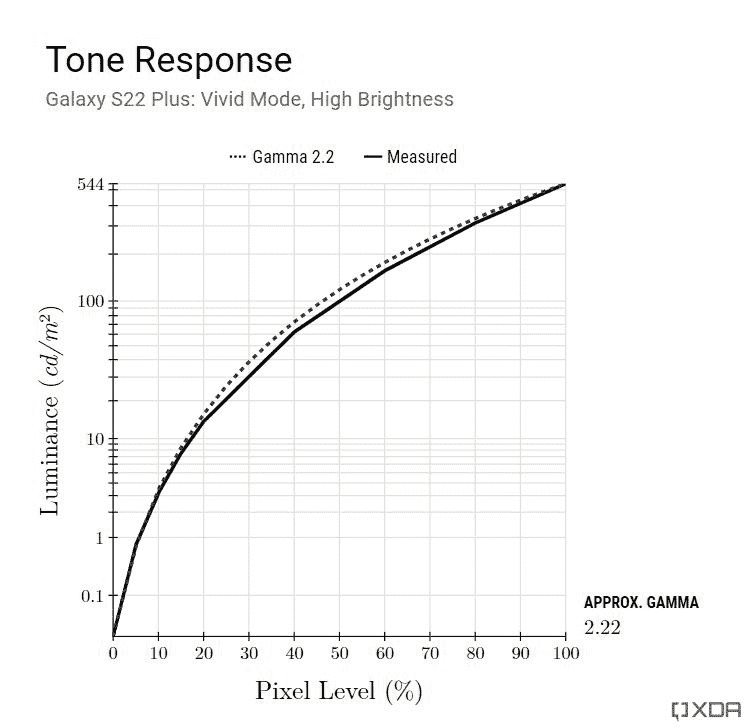 Tone Response
Galaxy S22 Plus: Vivid Mode, High Brightness
Gamma 2.2 Measured
544
100
10
1
0.1
Luminance (cd/m²)
0 10 20 30 40 50 60 70 80 90 100
Pixel Level (%)
APPROX. GAMMA
2.22
XDA